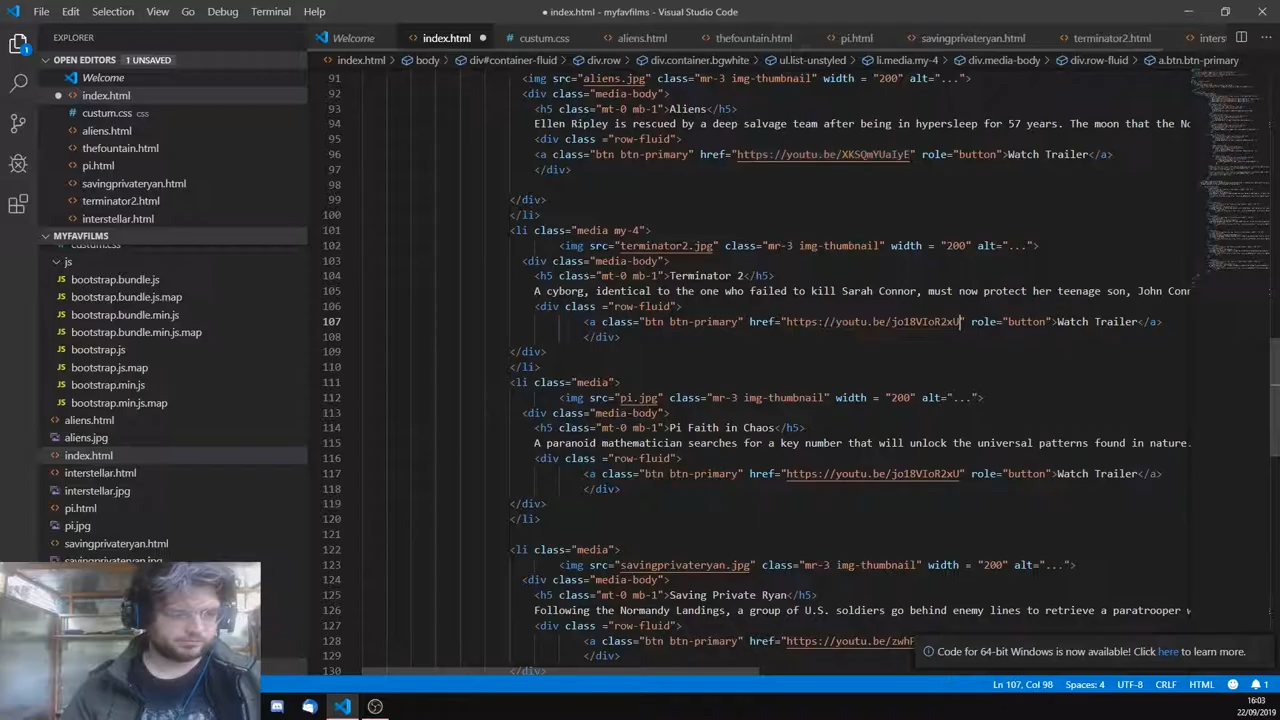 File Edit Selection View Go Debug Terminal Help
● index.html - myfavfilms - Visual Studio Code
EXPLORER
Welcome index.html custum.css aliens.html thefountain.html pi.html savingprivateryan.html terminator2.html inters
OPEN EDITORS 1 UNSAVED
index.html > body > div#container-fluid > div.row > div.container.bgwhite > ul.list-unstyled > li.media.my-4 > div.media-body > div.row-fluid > a.btn.btn-primary
Welcome
index.html
custum.css css
aliens.html
thefountain.html
pi.html
savingprivateryan.html
terminator2.html
interstellar.html
MYFAVFILMS
custum.css
js
bootstrap.bundle.js
bootstrap.bundle.js.map
bootstrap.bundle.min.js
bootstrap.bundle.min.js.map
bootstrap.js
bootstrap.js.map
bootstrap.min.js
bootstrap.min.js.map
aliens.html
aliens.jpg
index.html
interstellar.html
interstellar.jpg
pi.html
pi.jpg
savingprivateryan.html
savingprivateryan.jpg
91 <img src="aliens.jpg" class="mr-3 img-thumbnail" width = "200" alt="...">
92 <div class="media-body">
93 <h5 class="mt-0 mb-1">Aliens</h5>
94 Ellen Ripley is rescued by a deep salvage team after being in hypersleep for 57 years. The moon that the No
95 <div class ="row-fluid">
96 <a class="btn btn-primary" href="https://youtu.be/XKSQmYUaIyE" role="button">Watch Trailer</a>
97 </div>
98
99 </div>
100 </li>
101 <li class="media my-4">
102 <img src="terminator2.jpg" class="mr-3 img-thumbnail" width = "200" alt="...">
103 <div class="media-body">
104 <h5 class="mt-0 mb-1">Terminator 2</h5>
105 A cyborg, identical to the one who failed to kill Sarah Connor, must now protect her teenage son, John Conn
106 <div class ="row-fluid">
107 <a class="btn btn-primary" href="https://youtu.be/jo18VIoR2xU" role="button">Watch Trailer</a>
108 </div>
109 </div>
110 </li>
111 <li class="media">
112 <img src="pi.jpg" class="mr-3 img-thumbnail" width = "200" alt="...">
113 <div class="media-body">
114 <h5 class="mt-0 mb-1">Pi Faith in Chaos</h5>
115 A paranoid mathematician searches for a key number that will unlock the universal patterns found in nature.
116 <div class ="row-fluid">
117 <a class="btn btn-primary" href="https://youtu.be/jo18VIoR2xU" role="button">Watch Trailer</a>
118 </div>
119 </div>
120 </li>
121
122 <li class="media">
123 <img src="savingprivateryan.jpg" class="mr-3 img-thumbnail" width = "200" alt="...">
124 <div class="media-body">
125 <h5 class="mt-0 mb-1">Saving Private Ryan</h5>
126 Following the Normandy Landings, a group of U.S. soldiers go behind enemy lines to retrieve a paratrooper w
127 <div class ="row-fluid">
128 <a class="btn btn-primary" href="https://youtu.be/zwhF
129 </div>
130 </div>
Code for 64-bit Windows is now available! Click here to learn more.
Ln 107, Col 98 Spaces: 4 UTF-8 CRLF HTML 1
16:03
22/09/2019